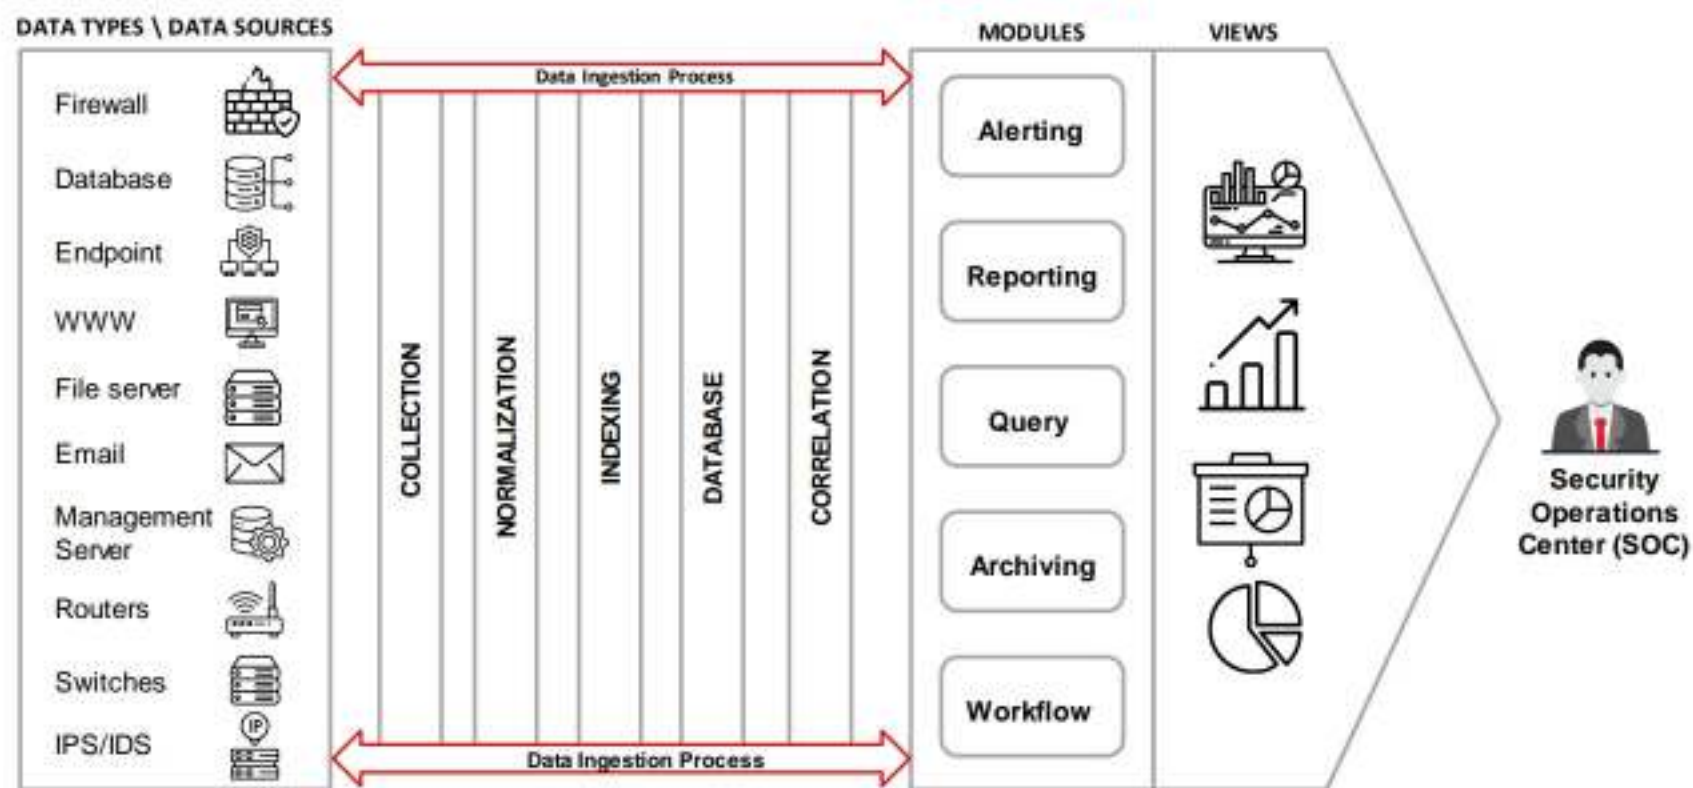 DATA TYPES \ DATA SOURCES
Firewall
Database
Endpoint
WWW
File server
Email
Management
Server
Routers
Switches
IPS/IDS
IP
Data Ingestion Process
COLLECTION
NORMALIZATION
INDEXING
DATABASE
CORRELATION
Data Ingestion Process
MODULES
Alerting
Reporting
Query
Archiving
Workflow
VIEWS
Security
Operations
Center (SOC)